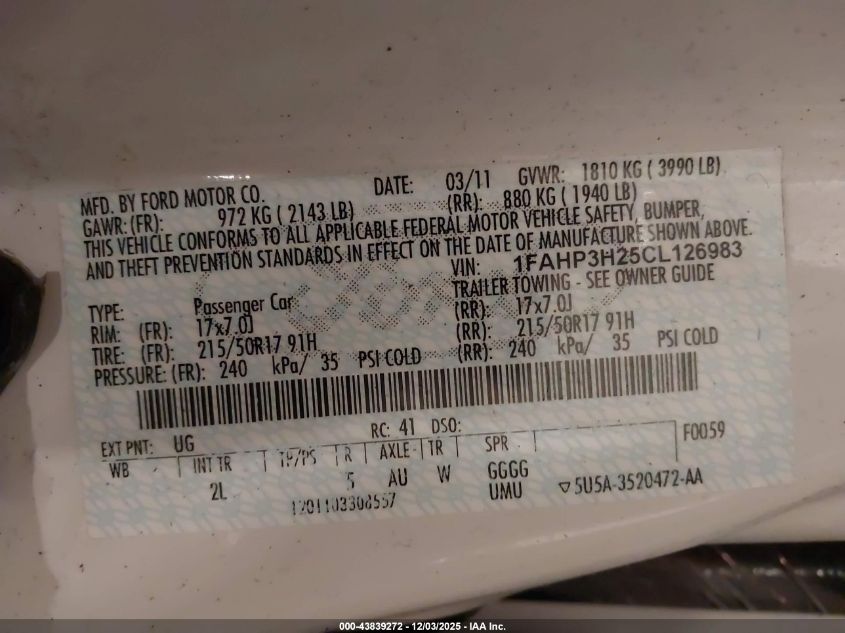 MFD. BY FORD MOTOR CO. DATE: 03/11 GVWR: 1810 KG ( 3990 LB)
GAWR: (FR): 972 KG ( 2143 LB) (RR): 880 KG ( 1940 LB)
THIS VEHICLE CONFORMS TO ALL APPLICABLE FEDERAL MOTOR VEHICLE SAFETY, BUMPER,
AND THEFT PREVENTION STANDARDS IN EFFECT ON THE DATE OF MANUFACTURE SHOWN ABOVE.
VIN: 1FAHP3H25CL126983
TRAILER TOWING - SEE OWNER GUIDE
TYPE: Passenger Car
RIM: (FR): 17x7.0J (RR): 17x7.0J
TIRE: (FR): 215/50R17 91H (RR): 215/50R17 91H
PRESSURE: (FR): 240 kPa/ 35 PSI COLD (RR): 240 kPa/ 35 PSI COLD
EXT PNT: UG RC: 41 DSO: F0059
WB INT TR TP/PS R AXLE TR SPR
2L 5 AU W GGGG
UMU
1201103308557
▽5U5A-3520472-AA
000-43839272 - 12/03/2025 - IAA Inc.